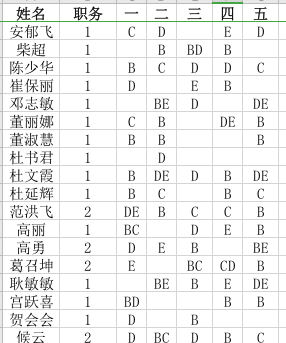 姓名 职务 一 二 三 四 五
安郁飞 1 C D E D
柴超 1 B BD B
陈少华 1 B C D D C
崔保丽 1 D E B
邓志敏 1 BE D DE
董丽娜 1 C B DE B
董淑慧 1 B B B
杜书君 1 D
杜文霞 1 B DE D B DE
杜延辉 1 B C B C
范洪飞 2 DE B C C B
高丽 1 BC D E B
高勇 2 D E B BE
葛召坤 2 E BC CD B
耿敏敏 1 BE B E DE
宫跃喜 1 BD B B
贺会会 1 D B
候云 2 D BC D B C